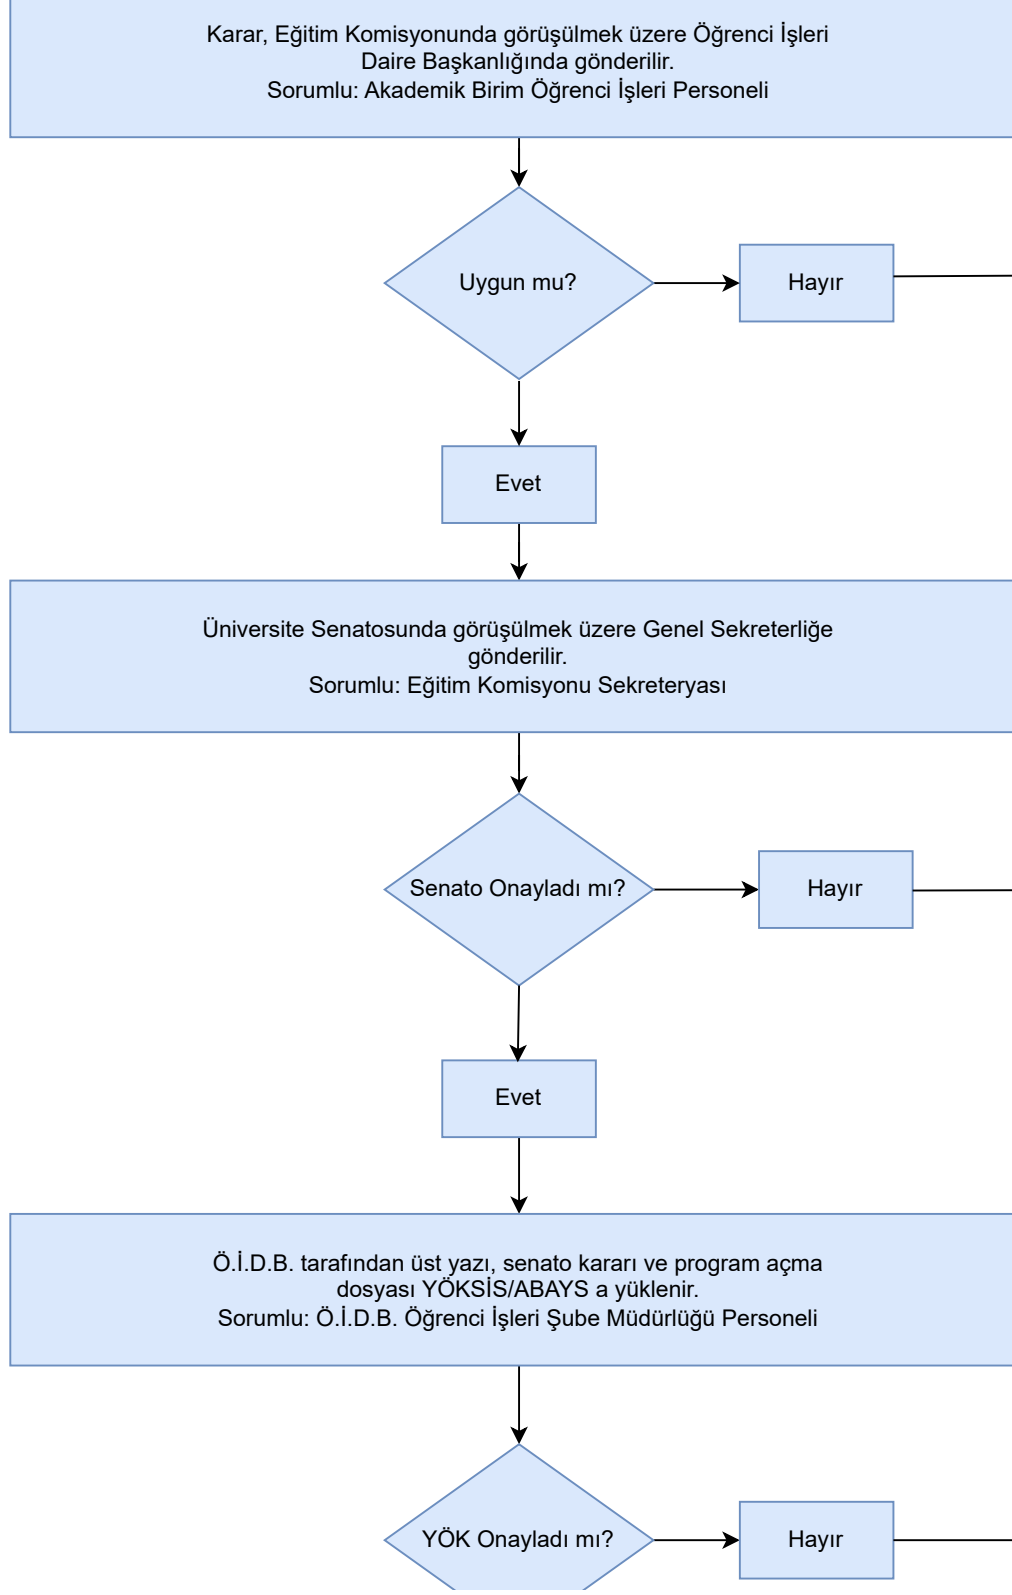 Karar, Eğitim Komisyonunda görüşülmek üzere Öğrenci İşleri
Daire Başkanlığında gönderilir.
Sorumlu: Akademik Birim Öğrenci İşleri Personeli
Uygun mu?
Hayır
Evet
Üniversite Senatosunda görüşülmek üzere Genel Sekreterliğe
gönderilir.
Sorumlu: Eğitim Komisyonu Sekreteryası
Senato Onayladı mı?
Hayır
Evet
Ö.İ.D.B. tarafından üst yazı, senato kararı ve program açma
dosyası YÖKSİS/ABAYS a yüklenir.
Sorumlu: Ö.İ.D.B. Öğrenci İşleri Şube Müdürlüğü Personeli
YÖK Onayladı mı?
Hayır